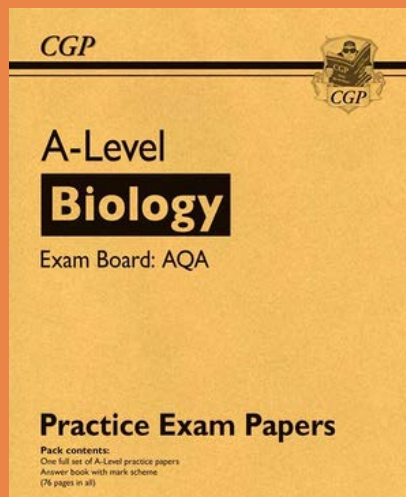 CGP
CGP
CGP
A-Level
Biology
Exam Board: AQA
Practice Exam Papers
Pack contents:
One full set of A-Level practice papers
Answer book with mark scheme
(76 pages in all)